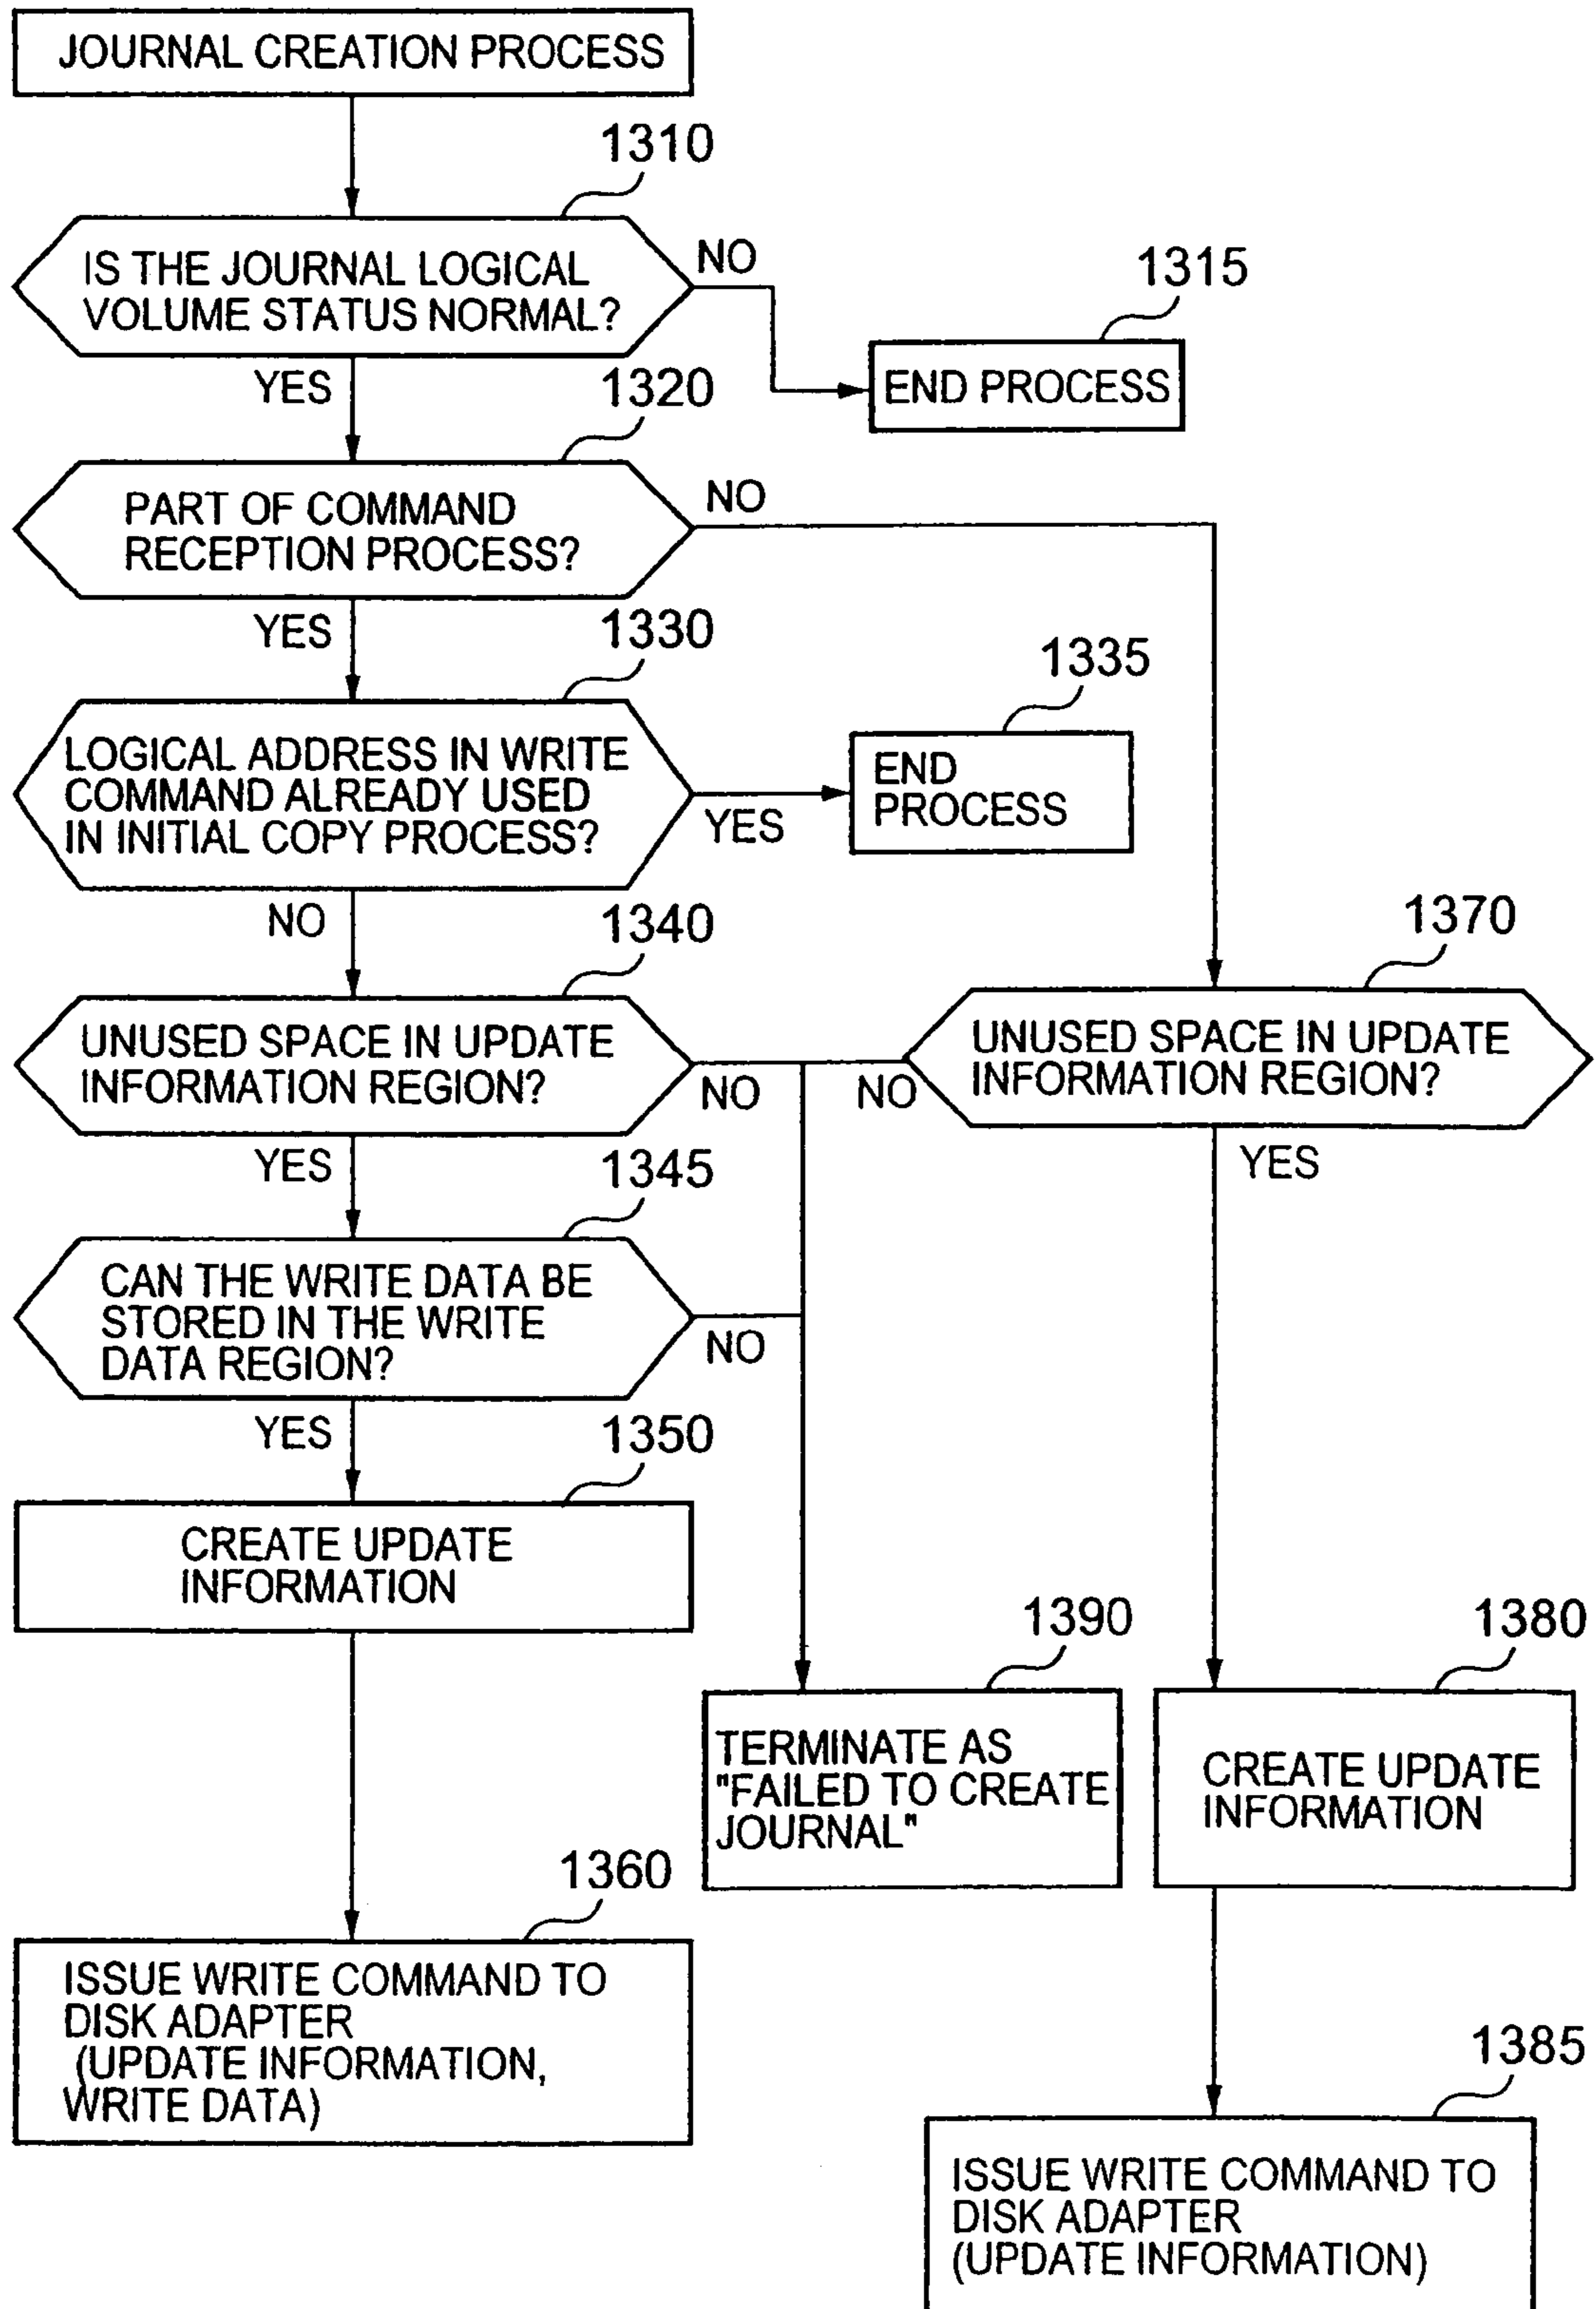 JOURNAL CREATION PROCESS
1310
IS THE JOURNAL LOGICAL
VOLUME STATUS NORMAL?
NO
1315
END PROCESS
YES
1320
PART OF COMMAND
RECEPTION PROCESS?
NO
YES
1330
LOGICAL ADDRESS IN WRITE
COMMAND ALREADY USED
IN INITIAL COPY PROCESS?
YES
1335
END
PROCESS
NO
1340
UNUSED SPACE IN UPDATE
INFORMATION REGION?
NO
1370
UNUSED SPACE IN UPDATE
INFORMATION REGION?
NO
YES
YES
1345
CAN THE WRITE DATA BE
STORED IN THE WRITE
DATA REGION?
NO
YES
1350
CREATE UPDATE
INFORMATION
1390
TERMINATE AS
"FAILED TO CREATE
JOURNAL"
1380
CREATE UPDATE
INFORMATION
1360
ISSUE WRITE COMMAND TO
DISK ADAPTER
(UPDATE INFORMATION,
WRITE DATA)
1385
ISSUE WRITE COMMAND TO
DISK ADAPTER
(UPDATE INFORMATION)